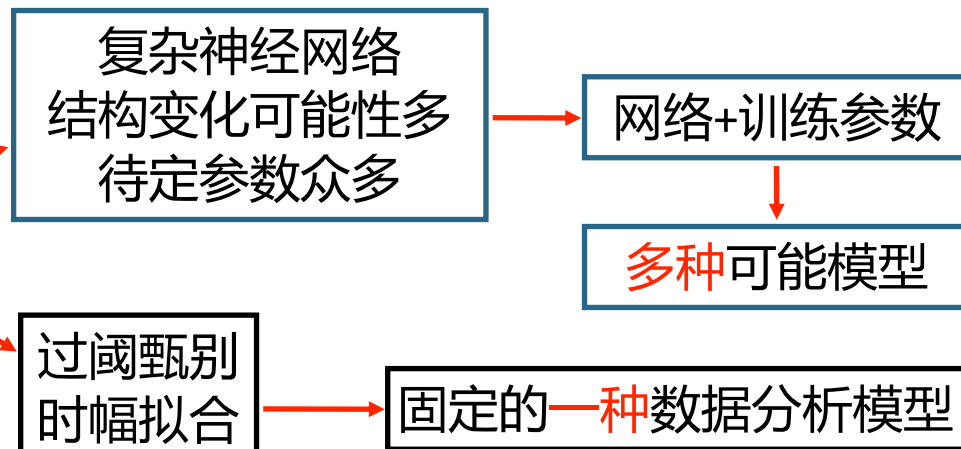 复杂神经网络
结构变化可能性多
待定参数众多
网络+训练参数
多种可能模型
过阈甄别
时幅拟合
固定的一种数据分析模型